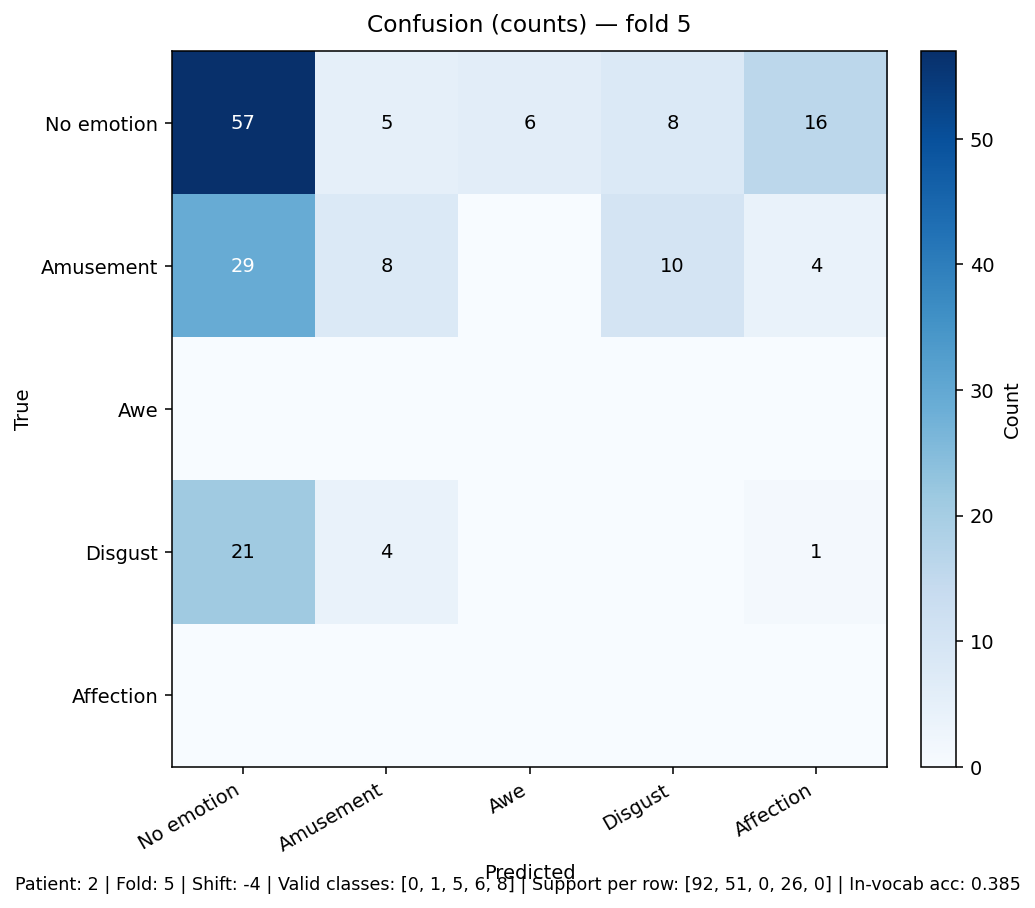 Confusion (counts) — fold 5
No emotion 57 5 6 8 16
Amusement 29 8 10 4
Awe
Disgust 21 4 1
Affection
True
No emotion Amusement Awe Disgust Affection
Predicted
50
40
30
20
10
0
Count
Patient: 2 | Fold: 5 | Shift: -4 | Valid classes: [0, 1, 5, 6, 8] | Support per row: [92, 51, 0, 26, 0] | In-vocab acc: 0.385